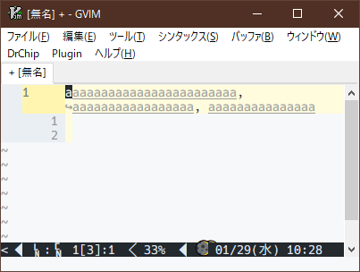 [無名] + - GVIM
ファイル(F) 編集(E) ツール(T) シンタックス(S) バッファ(B) ウィンドウ(W)
DrChip Plugin ヘルプ(H)
+ [無名]
1 aaaaaaaaaaaaaaaaaaaaaaaa,
↪aaaaaaaaaaaaaaaaa, aaaaaaaaaaaaaaa
1
2
~
~
~
~
~
~
< 1[3]:1 < 33% 01/29(水) 10:28